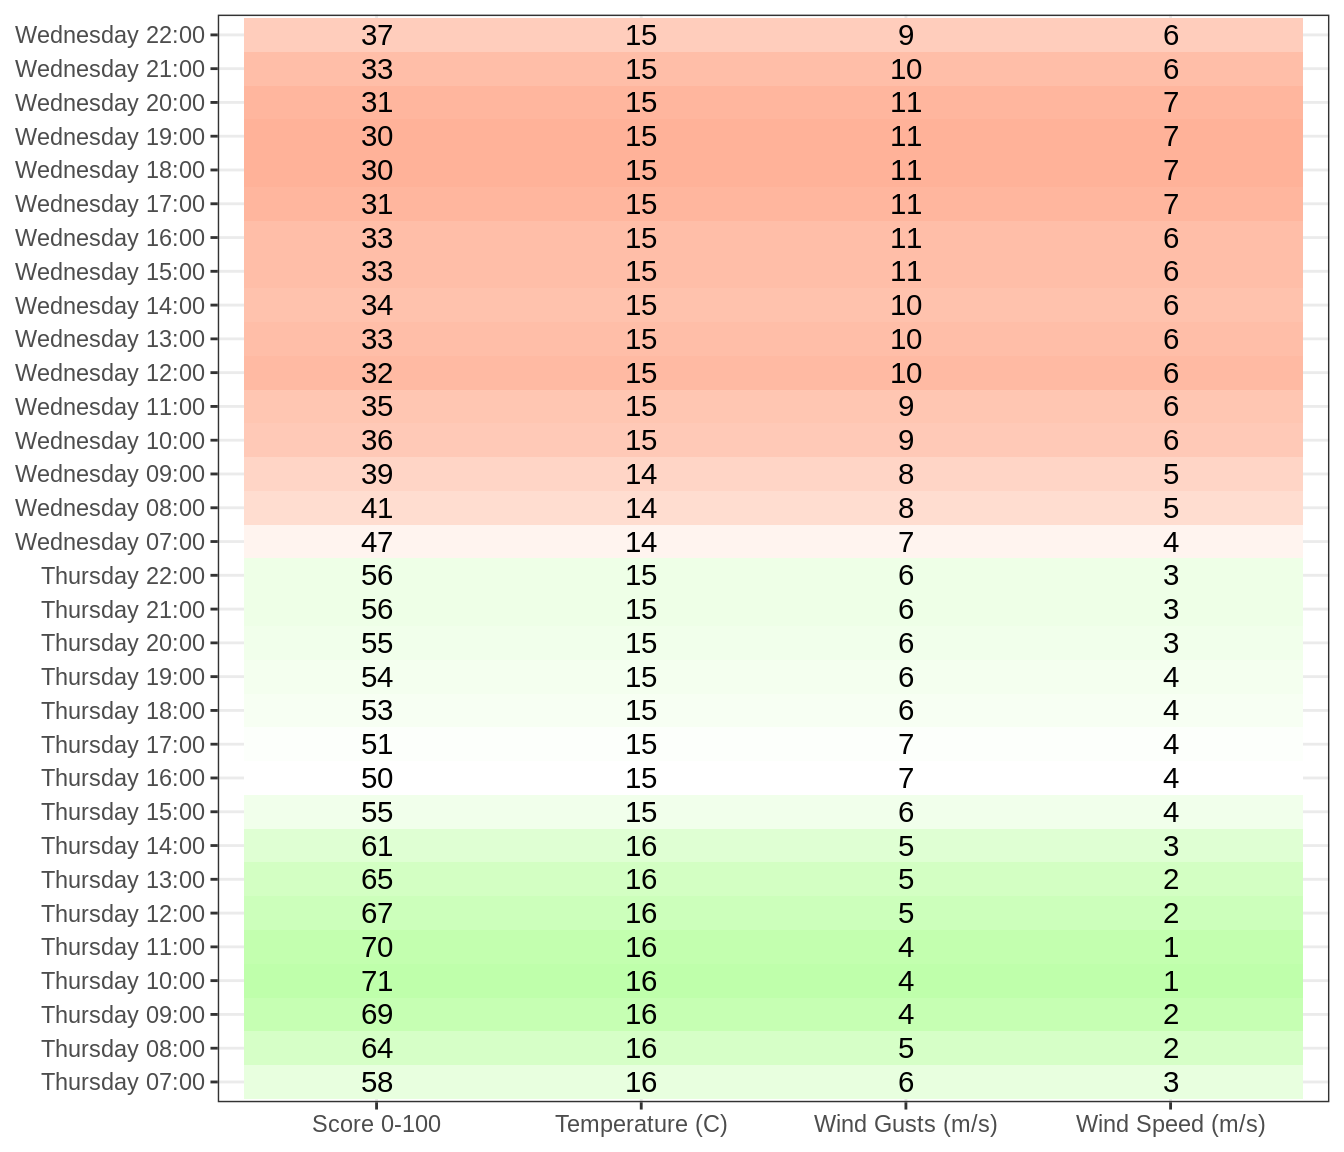 Wednesday 22:00 37 15 9 6
Wednesday 21:00 33 15 10 6
Wednesday 20:00 31 15 11 7
Wednesday 19:00 30 15 11 7
Wednesday 18:00 30 15 11 7
Wednesday 17:00 31 15 11 7
Wednesday 16:00 33 15 11 6
Wednesday 15:00 33 15 11 6
Wednesday 14:00 34 15 10 6
Wednesday 13:00 33 15 10 6
Wednesday 12:00 32 15 10 6
Wednesday 11:00 35 15 9 6
Wednesday 10:00 36 15 9 6
Wednesday 09:00 39 14 8 5
Wednesday 08:00 41 14 8 5
Wednesday 07:00 47 14 7 4
Thursday 22:00 56 15 6 3
Thursday 21:00 56 15 6 3
Thursday 20:00 55 15 6 3
Thursday 19:00 54 15 6 4
Thursday 18:00 53 15 6 4
Thursday 17:00 51 15 7 4
Thursday 16:00 50 15 7 4
Thursday 15:00 55 15 6 4
Thursday 14:00 61 16 5 3
Thursday 13:00 65 16 5 2
Thursday 12:00 67 16 5 2
Thursday 11:00 70 16 4 1
Thursday 10:00 71 16 4 1
Thursday 09:00 69 16 4 2
Thursday 08:00 64 16 5 2
Thursday 07:00 58 16 6 3
Score 0-100 Temperature (C) Wind Gusts (m/s) Wind Speed (m/s)